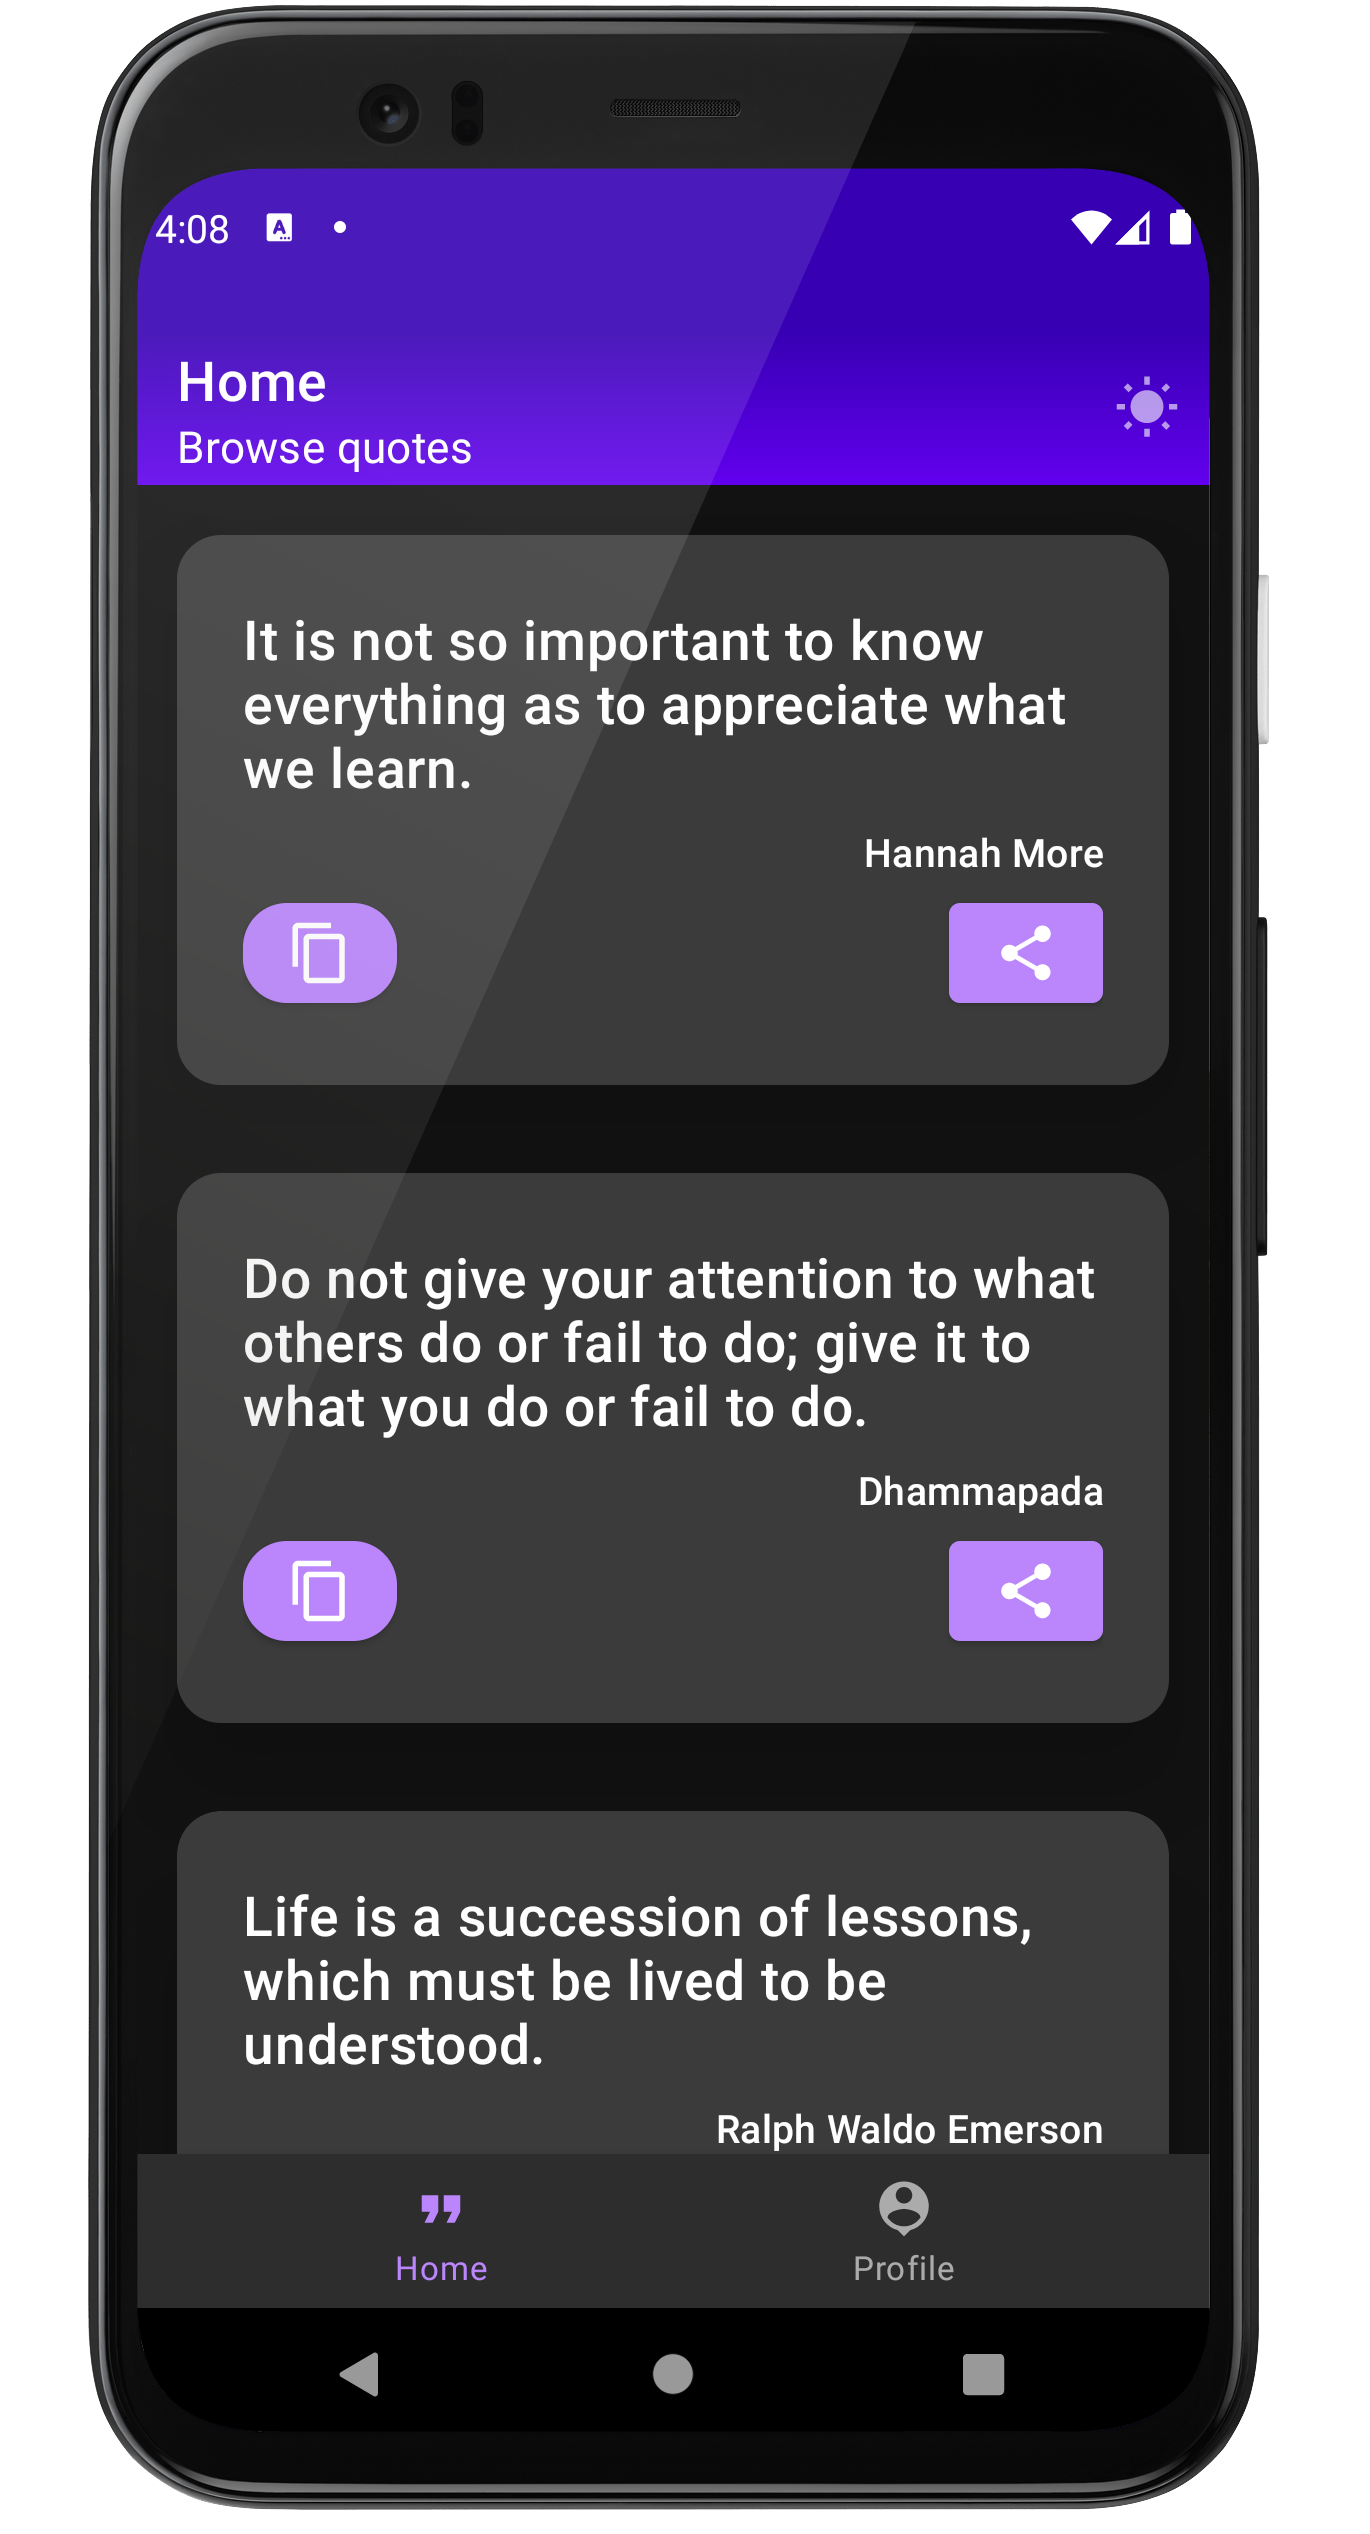 4:08
Home
Browse quotes
It is not so important to know
everything as to appreciate what
we learn.
Hannah More
Do not give your attention to what
others do or fail to do; give it to
what you do or fail to do.
Dhammapada
Life is a succession of lessons,
which must be lived to be
understood.
Ralph Waldo Emerson
Home
Profile